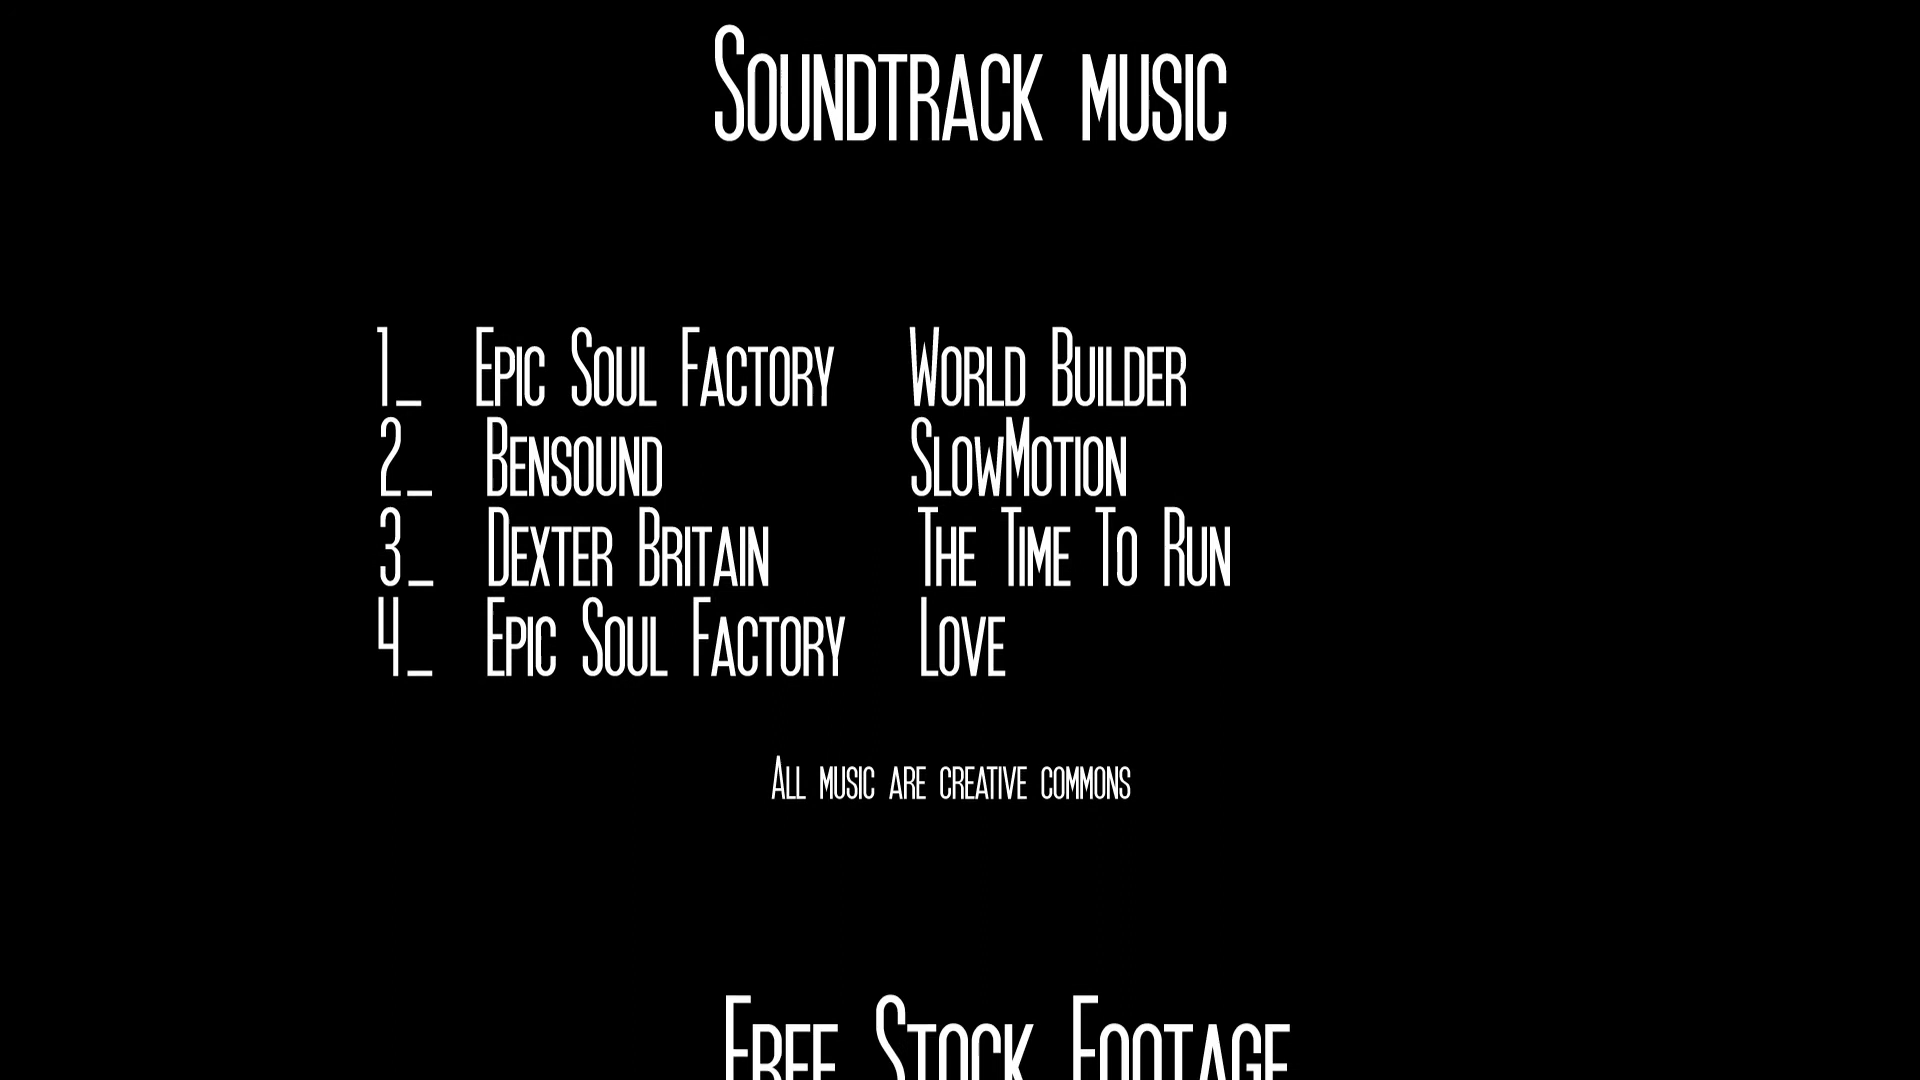 Soundtrack music
1_ Epic Soul Factory World Builder
2_ Bensound SlowMotion
3_ Dexter Britain The Time To Run
4_ Epic Soul Factory Love
All music are creative commons
Free Stock Footage